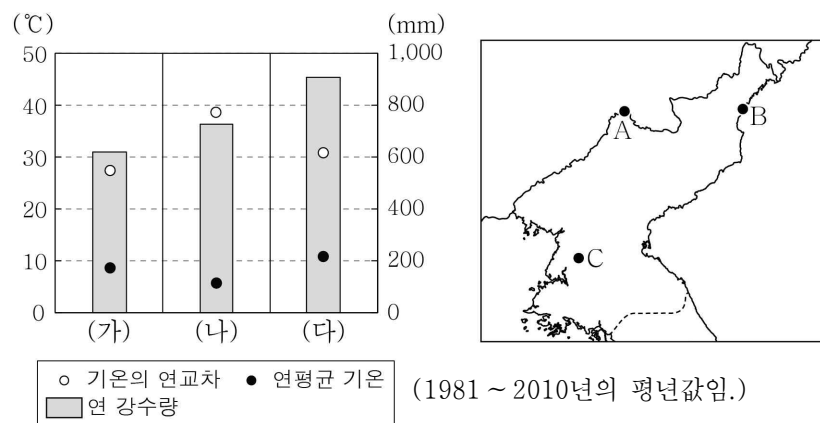 (℃) (mm)
50 1,000
40 800
30 600
20 400
10 200
0 0
(가) (나) (다)
○ 기온의 연교차 ● 연평균 기온
연 강수량
A
B
C
(1981 ~ 2010년의 평년값임.)